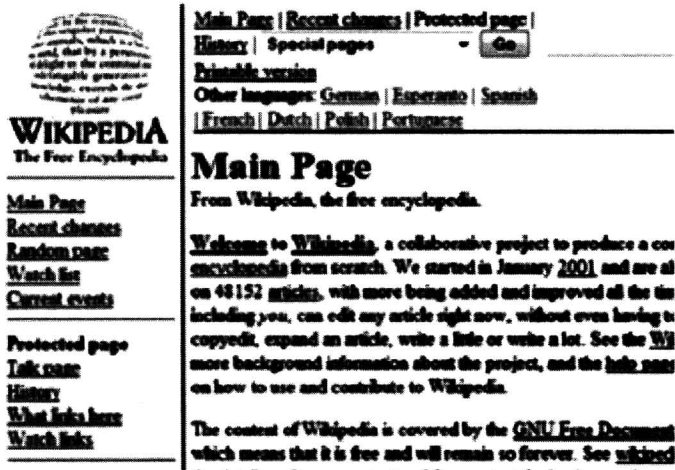 WIKIPEDIA
The Free Encyclopedia
Main Page
Recent changes
Random page
Watch list
Current events
Protected page
Talk page
History
What links here
Watch links
Main Page | Recent changes | Protected page |
History | Special pages Go
Printable version
Other languages: German | Esperanto | Spanish
| French | Dutch | Polish | Portuguese
Main Page
From Wikipedia, the free encyclopedia.
Welcome to Wikipedia, a collaborative project to produce a co
encyclopedia from scratch. We started in January 2001 and are al
on 48152 articles, with more being added and improved all the tim
including you, can edit any article right now, without even having to
copyedit, expand an article, write a little or write a lot. See the Wi
more background information about the project, and the help page
on how to use and contribute to Wikipedia.
The content of Wikipedia is covered by the GNU Free Document
which means that it is free and will remain so forever. See wikiped